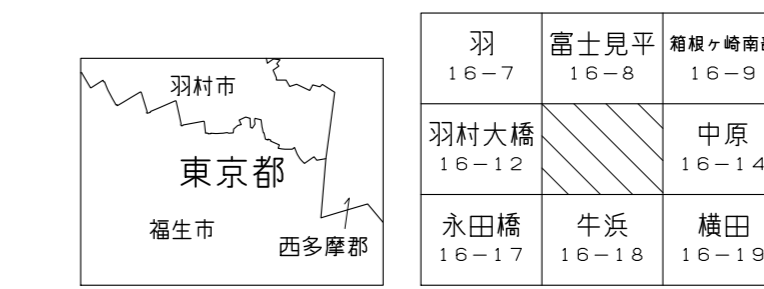 羽村市
東京都
福生市
西多摩郡
羽 富士見平 箱根ヶ崎南部
16-7 16-8 16-9
羽村大橋 中原
16-12 16-14
永田橋 牛浜 横田
16-17 16-18 16-19